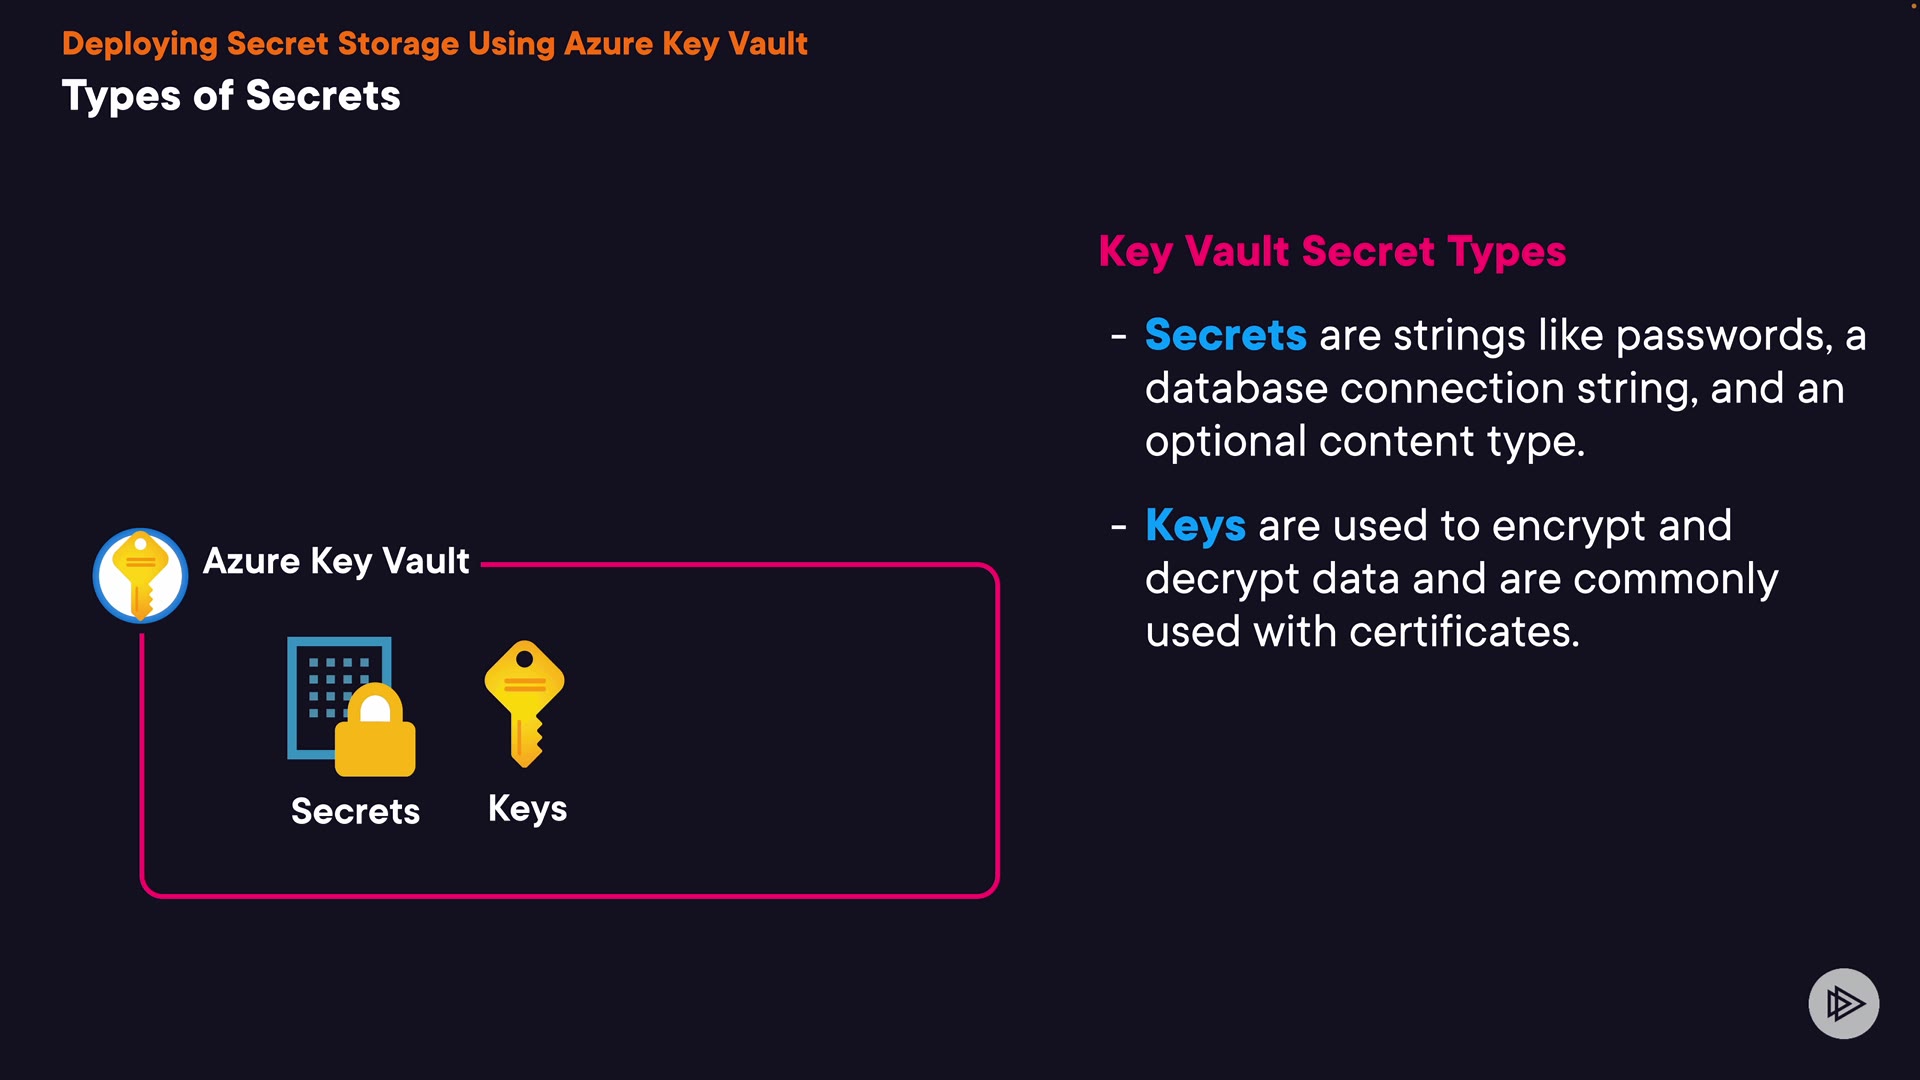 Deploying Secret Storage Using Azure Key Vault
Types of Secrets
Key Vault Secret Types
- Secrets are strings like passwords, a
database connection string, and an
optional content type.
- Keys are used to encrypt and
decrypt data and are commonly
used with certificates.
Azure Key Vault
Secrets
Keys